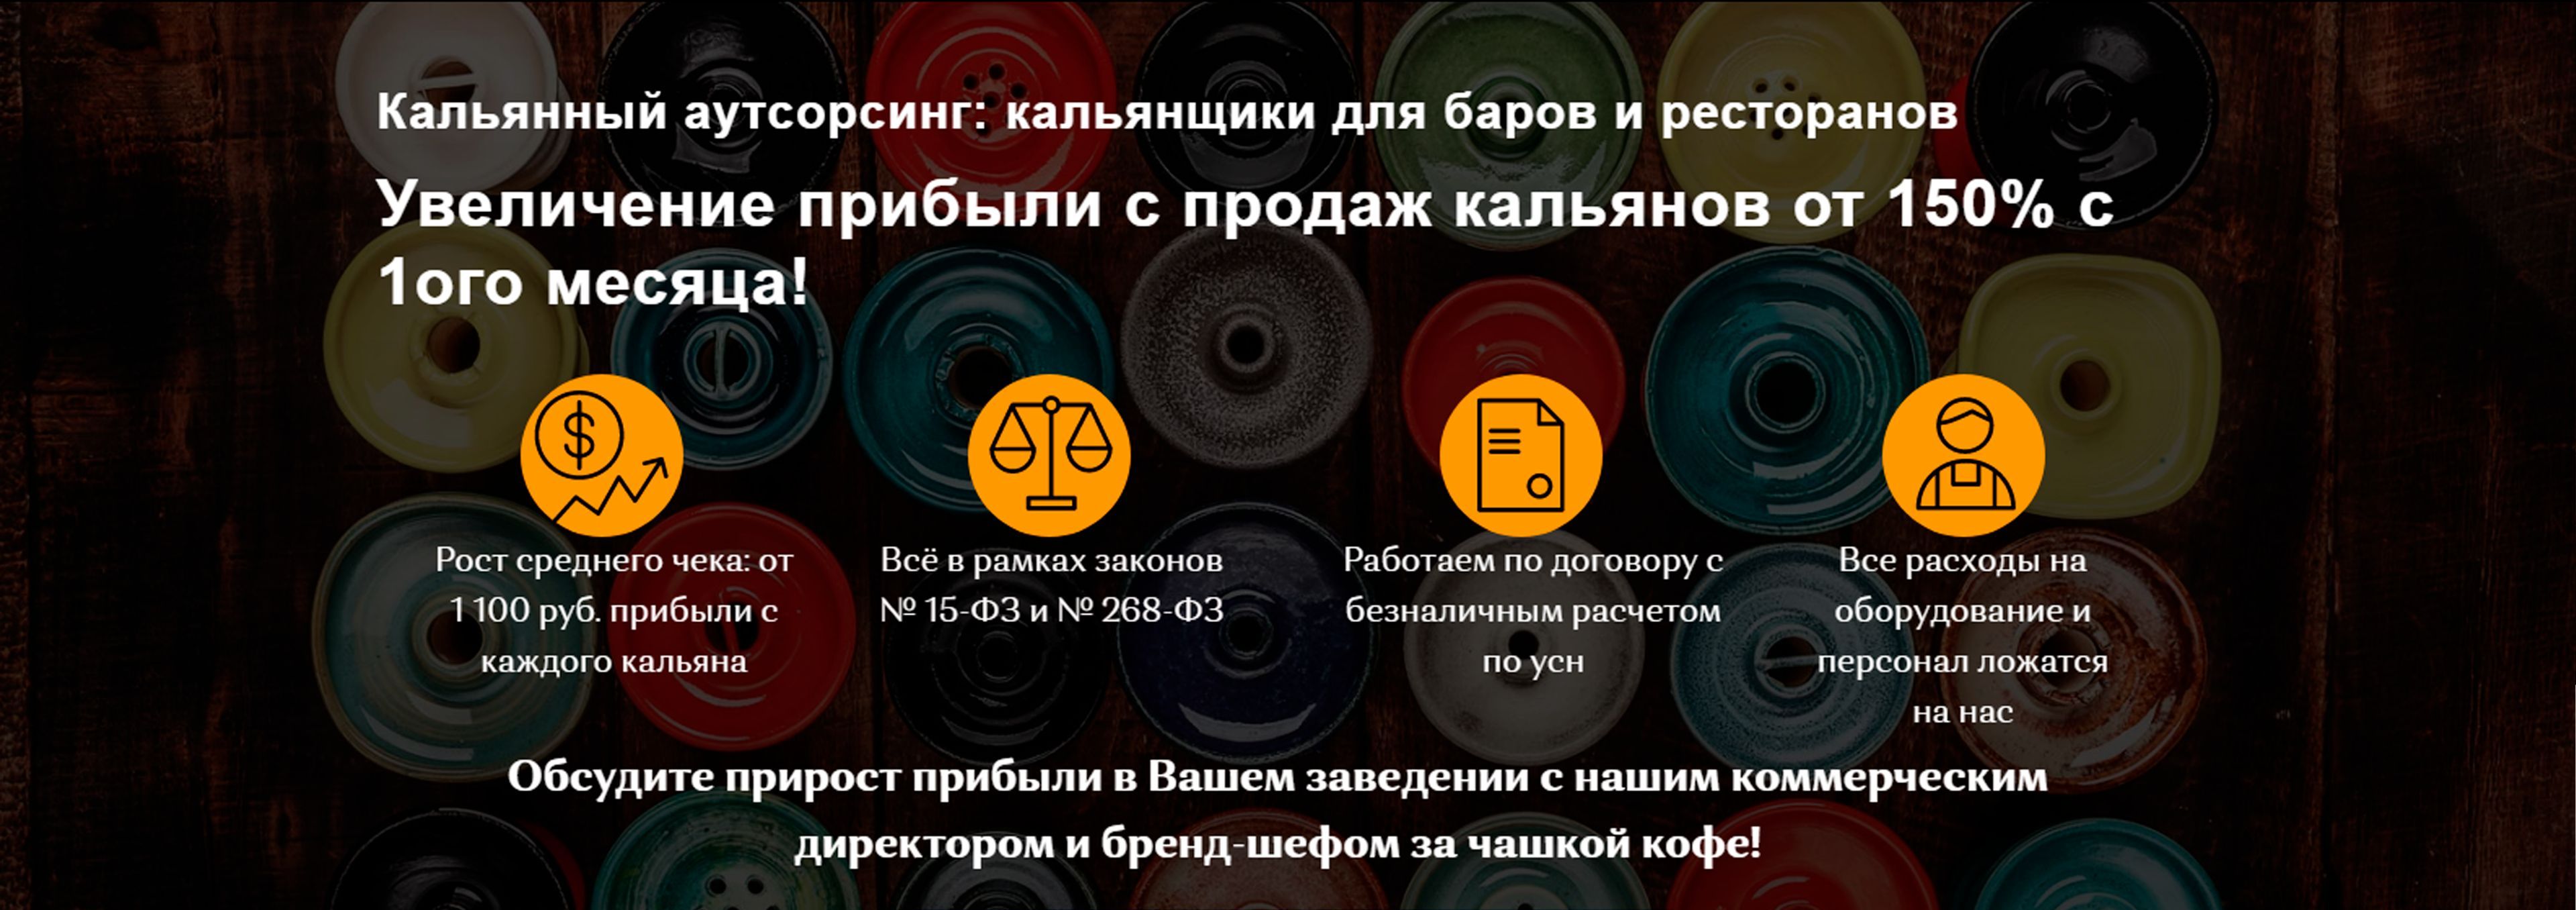 Кальянный аутсорсинг: кальянщики для баров и ресторанов
Увеличение прибыли с продаж кальянов от 150% с
1ого месяца!
Рост среднего чека: от
1 100 руб. прибыли с
каждого кальяна
Всё в рамках законов
№ 15-ФЗ и № 268-ФЗ
Работаем по договору с
безналичным расчетом
по усн
Все расходы на
оборудование и
персонал ложатся
на нас
Обсудите прирост прибыли в Вашем заведении с нашим коммерческим
директором и бренд-шефом за чашкой кофе!